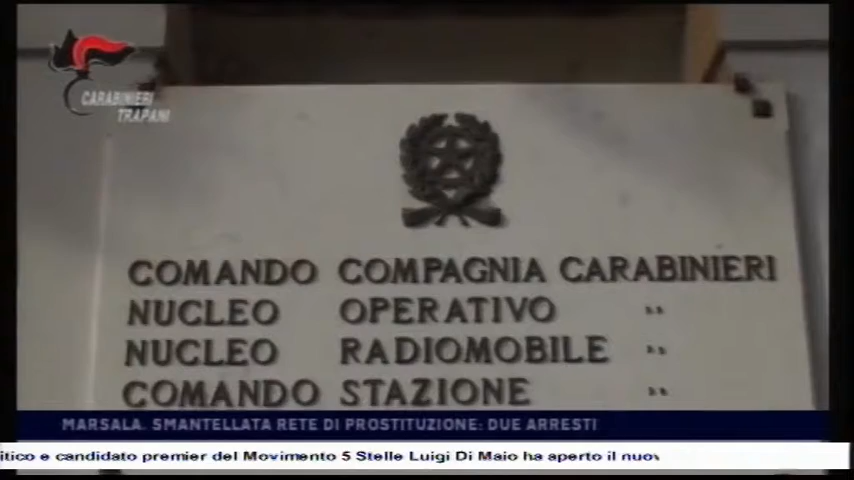 CARABINIERI
TRAPANI
COMANDO COMPAGNIA CARABINIERI
NUCLEO OPERATIVO "
NUCLEO RADIOMOBILE "
COMANDO STAZIONE "
MARSALA. SMANTELLATA RETE DI PROSTITUZIONE: DUE ARRESTI
itico e candidato premier del Movimento 5 Stelle Luigi Di Maio ha aperto il nuov